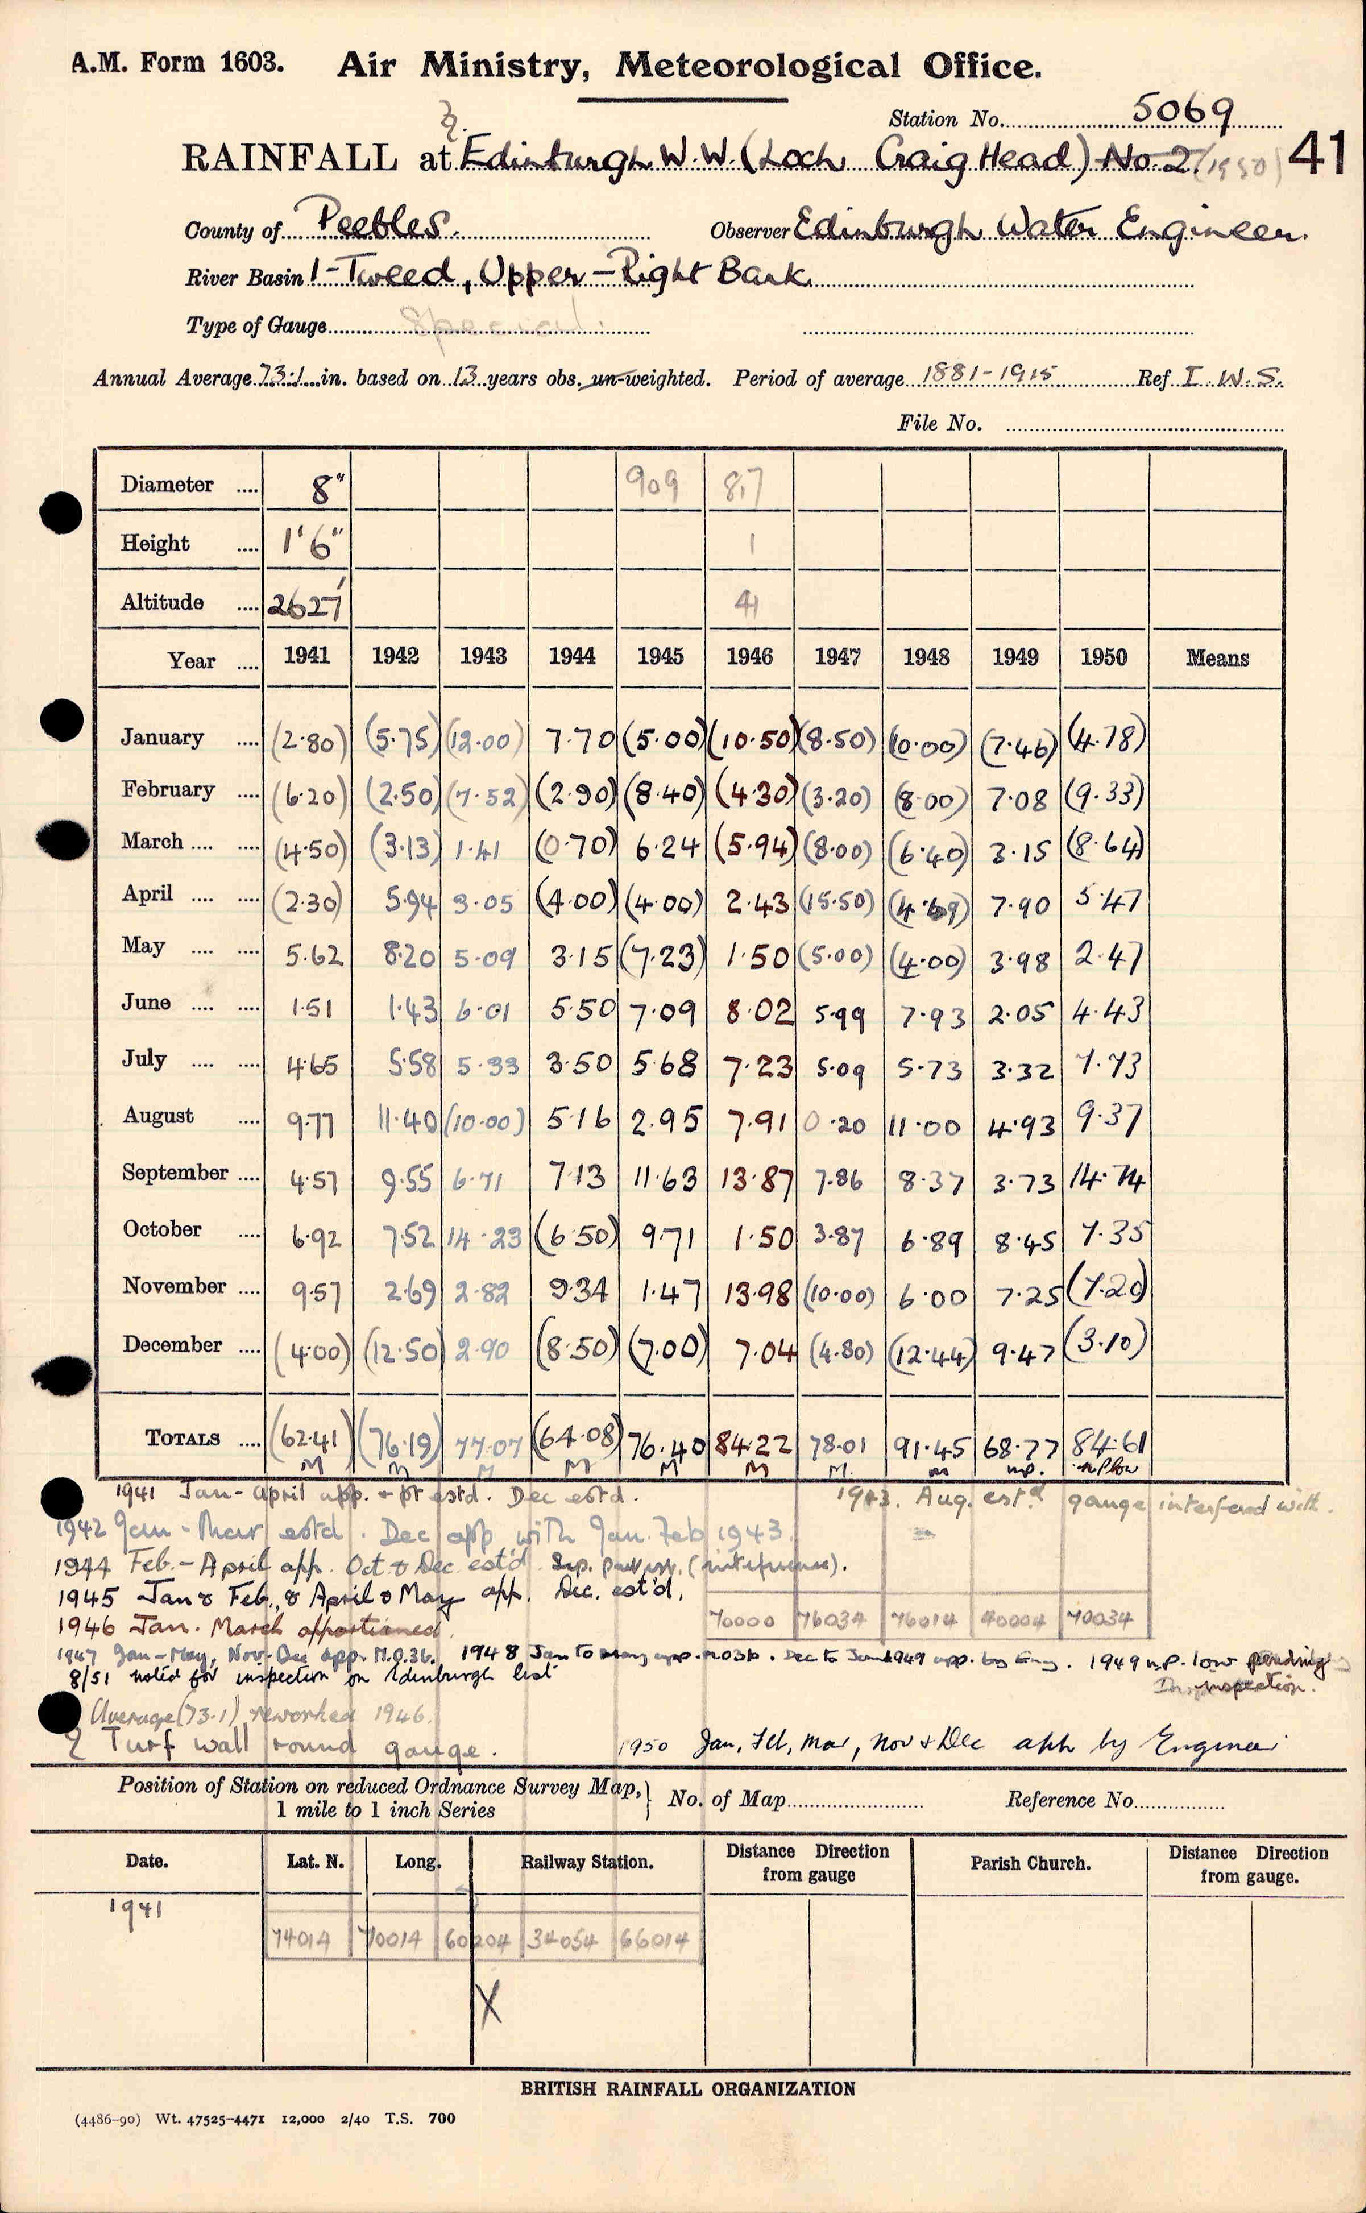 A.M. Form 1603. Air Ministry, Meteorological Office.
Station No. 5069
RAINFALL at Edinburgh W.W. (Loch Craig Head) No. 2 (1950) 41
County of Peebles. Observer Edinburgh Water Engineer.
River Basin 1-Tweed, Upper-Right Bank
Type of Gauge Special.
Annual Average 73.1 in. based on 13 years obs. un-weighted. Period of average 1881-1915 Ref I.W.S.
File No.
Diameter .... 8" 909 8,7
Height .... 1'6" 1
Altitude .... 2627' 41
Year .... 1941 1942 1943 1944 1945 1946 1947 1948 1949 1950 Means
January .... (2.80) (5.75) (12.00) 7.70 (5.00) (10.50) (8.50) (10.00) (7.46) (4.78)
February .... (6.20) (2.50) (7.52) (2.90) (8.40) (4.30) (3.20) (8.00) 7.08 (9.33)
March .... .... (4.50) (3.13) 1.41 (0.70) 6.24 (5.94) (8.00) (6.40) 3.15 (8.64)
April .... .... (2.30) 5.94 3.05 (4.00) (4.00) 2.43 (15.50) (4.69) 7.90 5.47
May .... .... 5.62 8.20 5.09 3.15 (7.23) 1.50 (5.00) (4.00) 3.98 2.47
June .... .... 1.51 1.43 6.01 5.50 7.09 8.02 5.99 7.93 2.05 4.43
July .... .... 4.65 5.58 5.33 3.50 5.68 7.23 5.09 5.73 3.32 7.73
August .... 9.77 11.40 (10.00) 5.16 2.95 7.91 0.20 11.00 4.93 9.37
September .... 4.57 9.55 6.71 7.13 11.63 13.87 7.86 8.37 3.73 14.74
October .... 6.92 7.52 14.23 (6.50) 9.71 1.50 3.87 6.89 8.45 7.35
November .... 9.57 2.69 2.82 9.34 1.47 13.98 (10.00) 6.00 7.25 (7.20)
December .... (4.00) (12.50) 2.90 (8.50) (7.00) 7.04 (4.80) (12.44) 9.47 (3.10)
TOTALS .... (62.41) (76.19) 77.07 (64.08) 76.40 84.22 78.01 91.45 68.77 84.61
M M M M M M M. M n.p. n.p low
1941 Jan-April app. + pt estd. Dec estd. 1943. Aug. est.d gauge interfered with.
1942 Jan-Mar estd. Dec app with Jan. Feb 1943.
1944 Feb.-April app. Oct & Dec est'd. Sep. (interference).
1945 Jan & Feb., & April & May app. Dec. est'd.
1946 Jan. March apportioned. 70000 76034 76014 40004 70034
1947 Jan-May, Nov-Dec app. M.O.3b. 1948 Jan to May app. M.O3b. Dec to Jan 1949 app. by Eng. 1949 n.p. low pending
8/51 noted for inspection on Edinburgh list inspection.
Average (73.1) reworked 1946.
Turf wall round gauge. 1950 Jan, Feb, Mar, Nov & Dec app by Engineer
Position of Station on reduced Ordnance Survey Map, 1 mile to 1 inch Series } No. of Map Reference No.
Date. Lat. N. Long. Railway Station. Distance Direction from gauge Parish Church. Distance Direction from gauge.
1941
74014 70014 60204 34054 66014
X
BRITISH RAINFALL ORGANIZATION
(4486-90) Wt. 47525-4471 12,000 2/40 T.S. 700